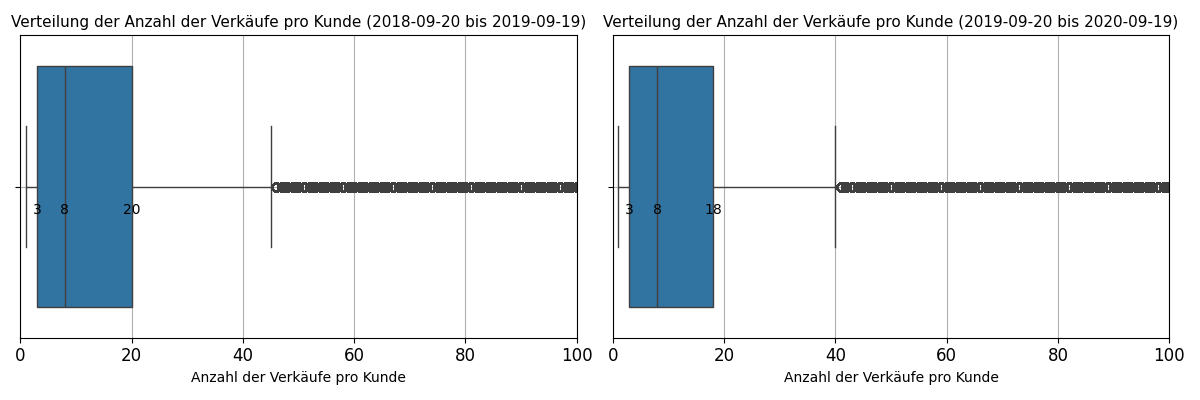 Verteilung der Anzahl der Verkäufe pro Kunde (2018-09-20 bis 2019-09-19)
3 8 20
0 20 40 60 80 100
Anzahl der Verkäufe pro Kunde
Verteilung der Anzahl der Verkäufe pro Kunde (2019-09-20 bis 2020-09-19)
3 8 18
0 20 40 60 80 100
Anzahl der Verkäufe pro Kunde